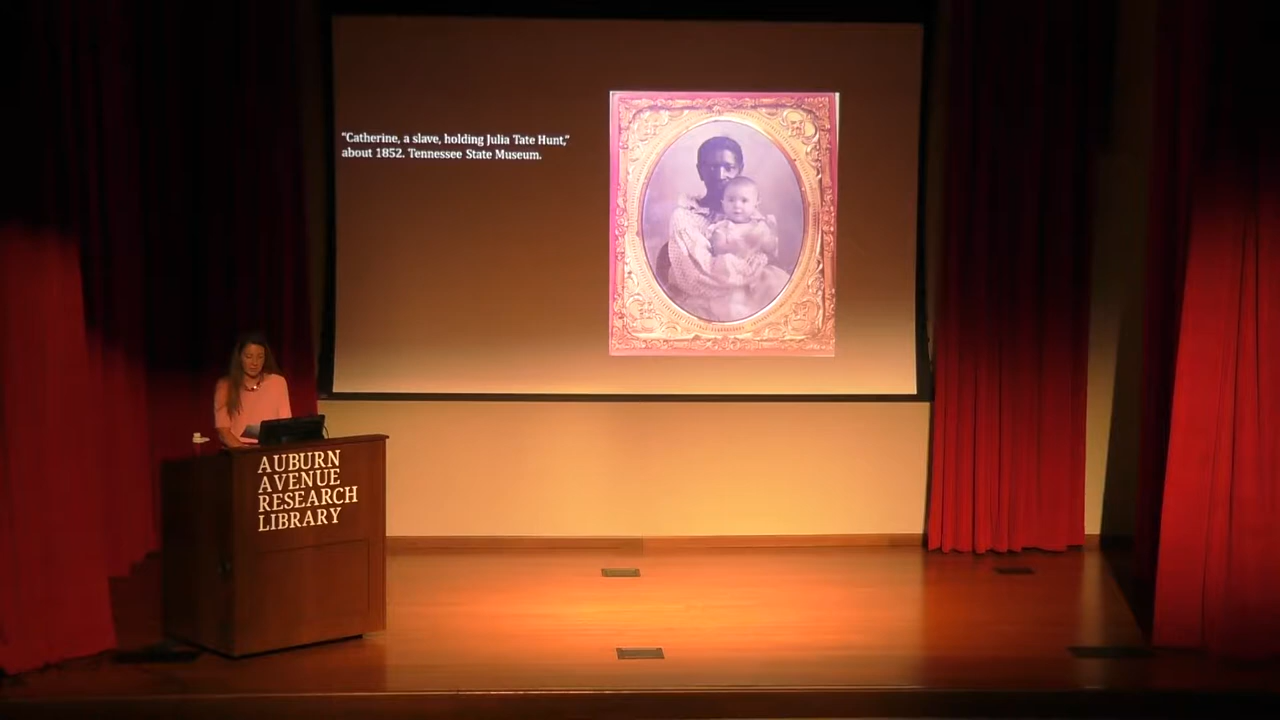 "Catherine, a slave, holding Julia Tate Hunt,"
about 1852. Tennessee State Museum.
AUBURN
AVENUE
RESEARCH
LIBRARY